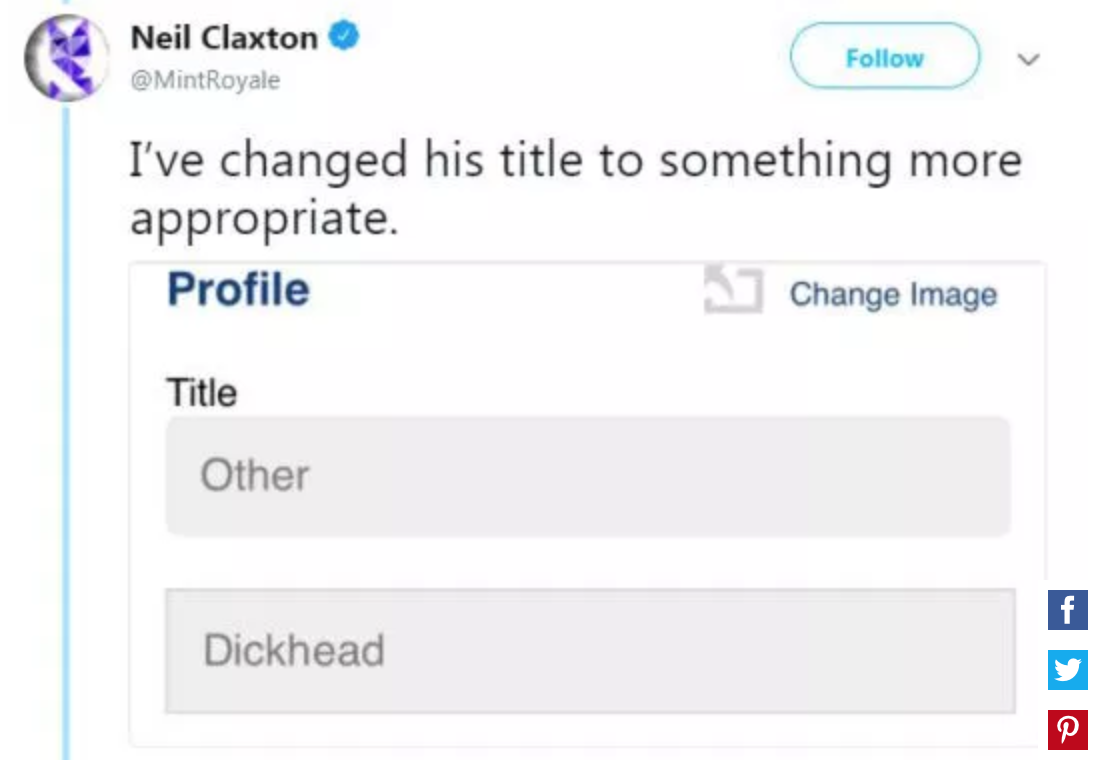 Neil Claxton
@MintRoyale
Follow
I've changed his title to something more
appropriate.
Profile
Change Image
Title
Other
Dickhead